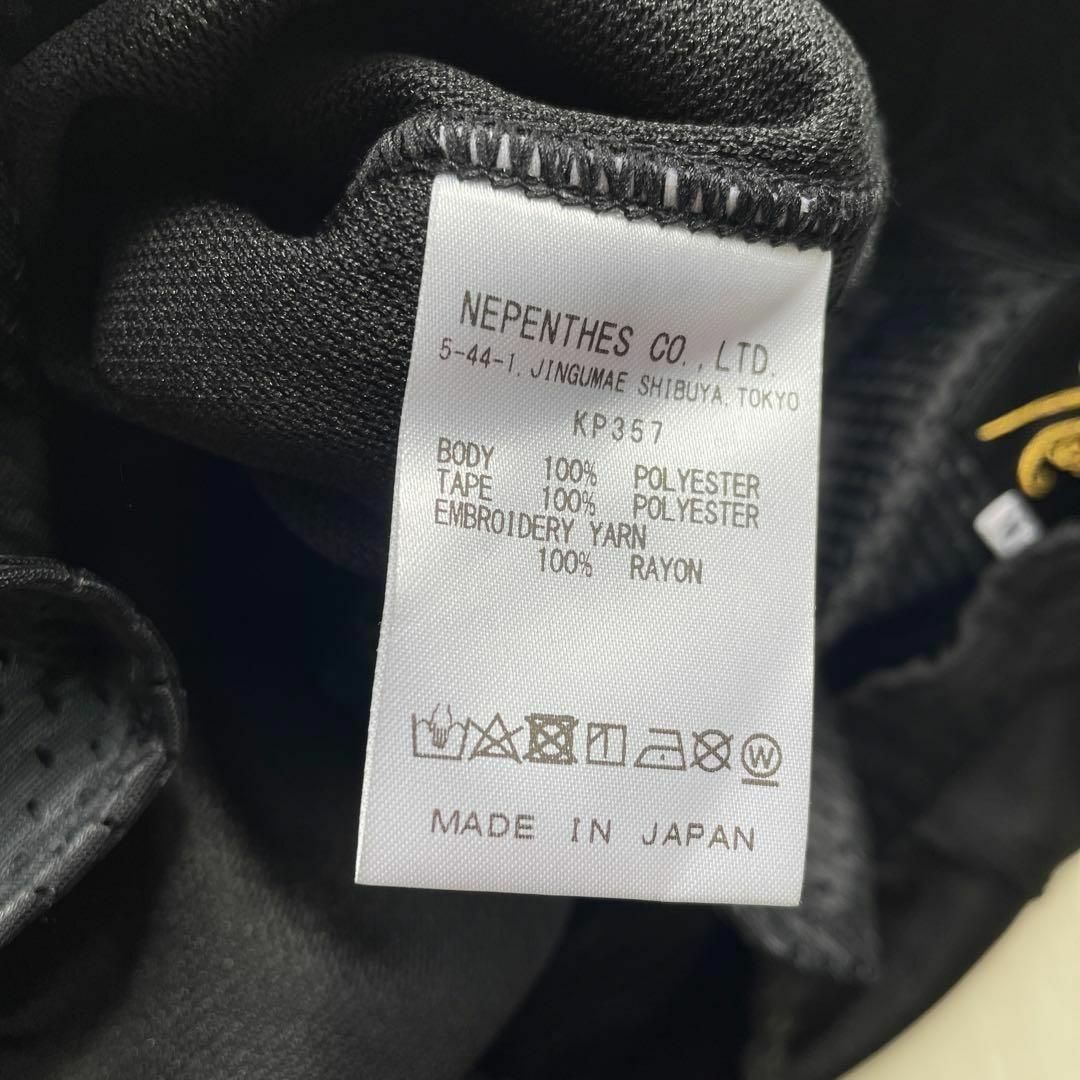 NEPENTHES CO., LTD.
5-44-1, JINGUMAE SHIBUYA, TOKYO
KP357
BODY 100% POLYESTER
TAPE 100% POLYESTER
EMBROIDERY YARN
100% RAYON
W
MADE IN JAPAN